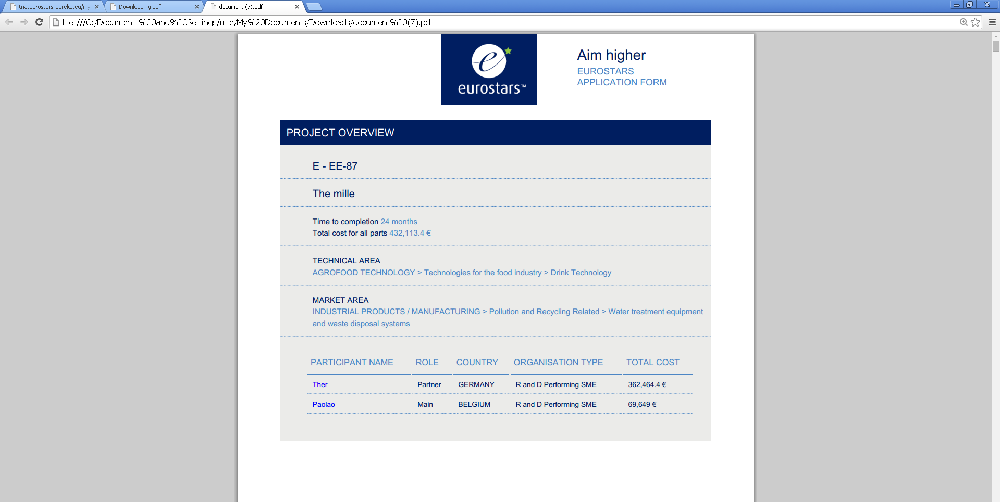 tna.eurostars-eureka.eu/my
Downloading pdf
document (7).pdf
file:///C:/Documents%20and%20Settings/mfe/My%20Documents/Downloads/document%20(7).pdf
eurostars™
Aim higher
EUROSTARS
APPLICATION FORM
PROJECT OVERVIEW
E - EE-87
The mille
Time to completion 24 months
Total cost for all parts 432,113.4 €
TECHNICAL AREA
AGROFOOD TECHNOLOGY > Technologies for the food industry > Drink Technology
MARKET AREA
INDUSTRIAL PRODUCTS / MANUFACTURING > Pollution and Recycling Related > Water treatment equipment
and waste disposal systems
PARTICIPANT NAME ROLE COUNTRY ORGANISATION TYPE TOTAL COST
Ther Partner GERMANY R and D Performing SME 362,464.4 €
Paolao Main BELGIUM R and D Performing SME 69,649 €